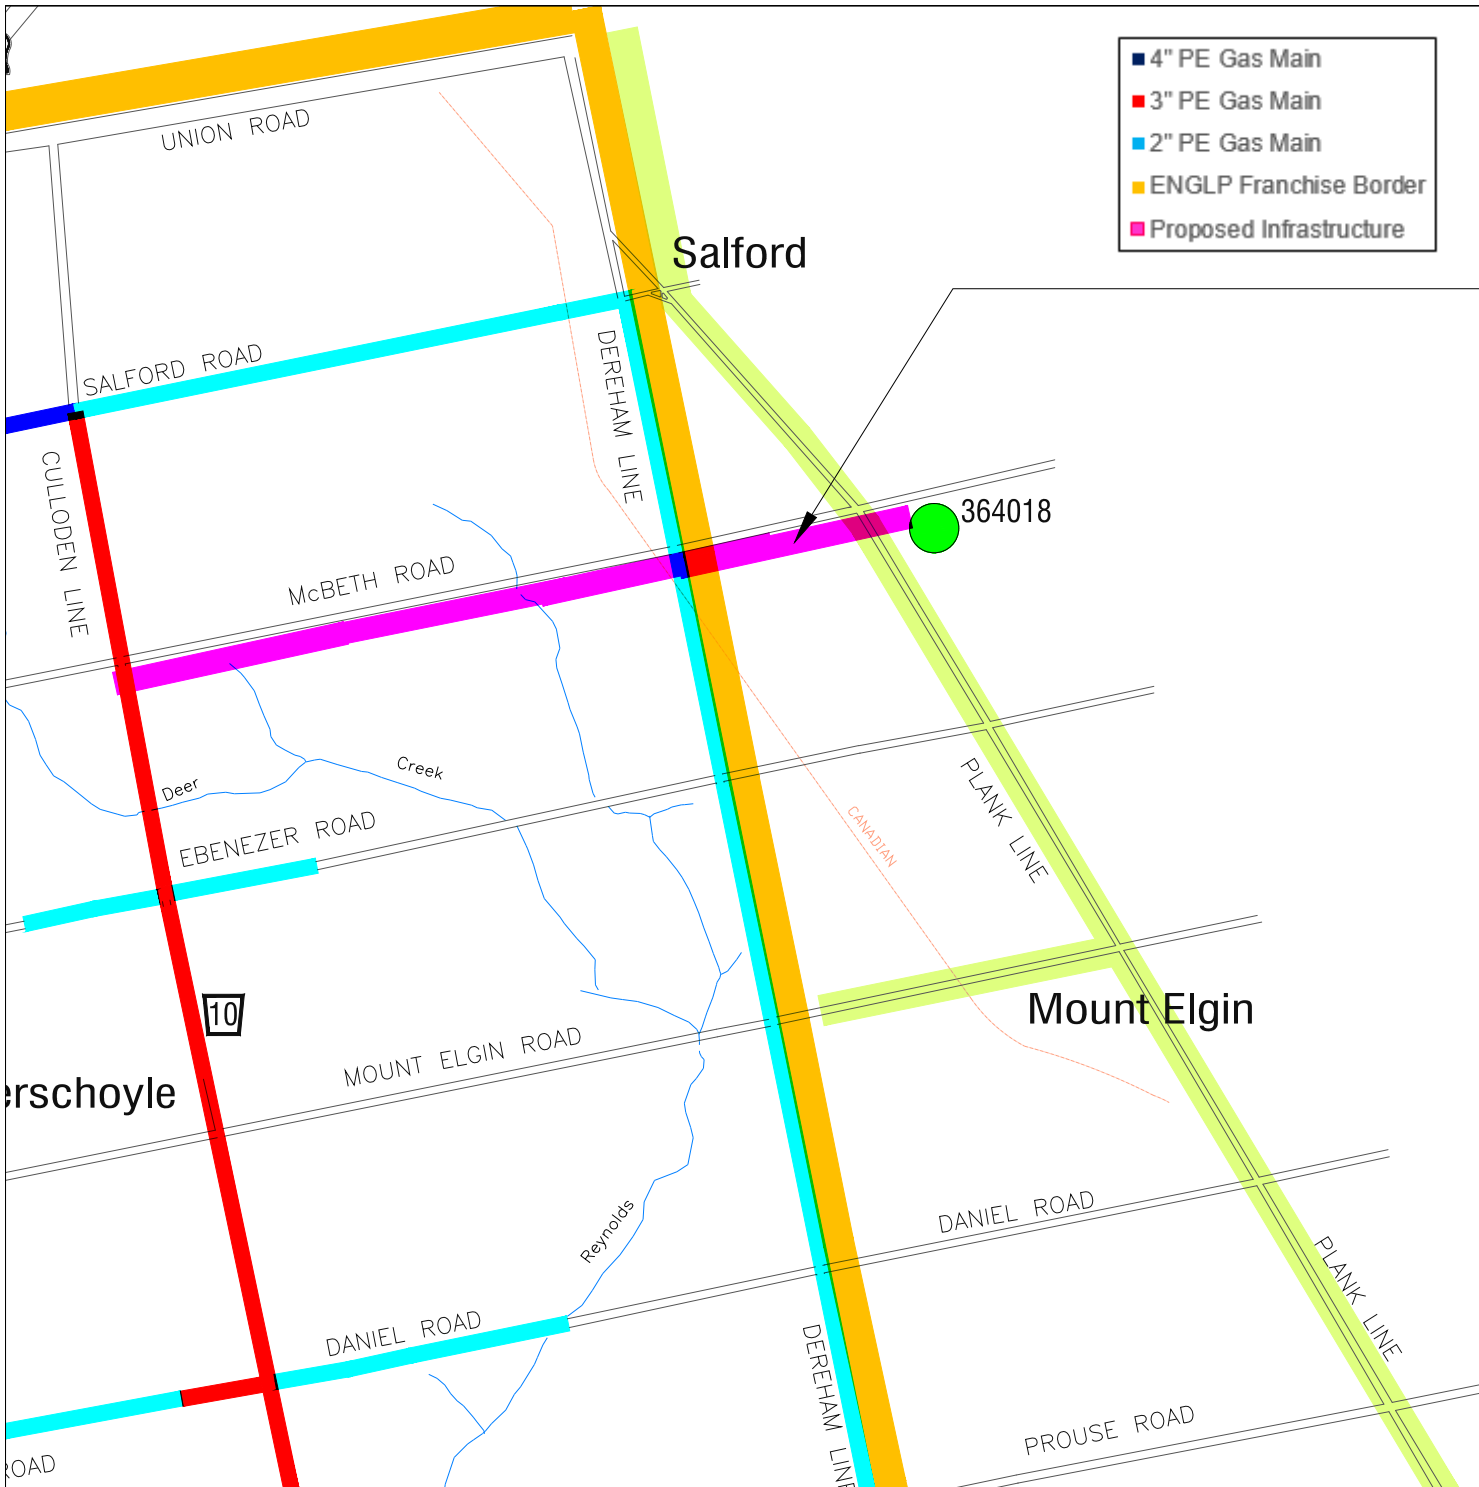 4" PE Gas Main
3" PE Gas Main
2" PE Gas Main
ENGLP Franchise Border
Proposed Infrastructure
UNION ROAD
Salford
SALFORD ROAD
DEREHAM LINE
CULLODEN LINE
364018
McBETH ROAD
Creek
Deer
PLANK LINE
CANADIAN
EBENEZER ROAD
10
Mount Elgin
MOUNT ELGIN ROAD
erschoyle
DANIEL ROAD
Reynolds
PLANK LINE
DANIEL ROAD
DEREHAM LINE
PROUSE ROAD
ROAD